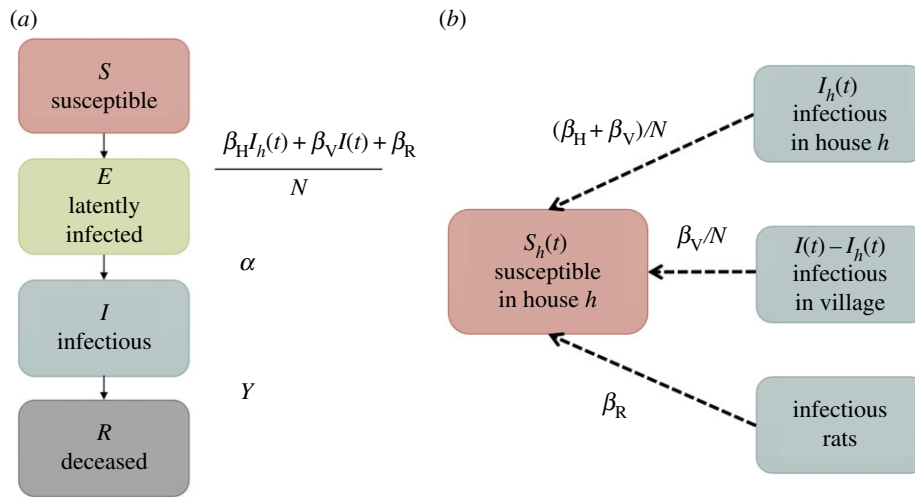 (a)
S
susceptible
β_H I_h(t) + β_V I(t) + β_R
N
E
latently
infected
α
I
infectious
Y
R
deceased
(b)
I_h(t)
infectious
in house h
(β_H + β_V)/N
S_h(t)
susceptible
in house h
β_V/N
I(t) – I_h(t)
infectious
in village
β_R
infectious
rats